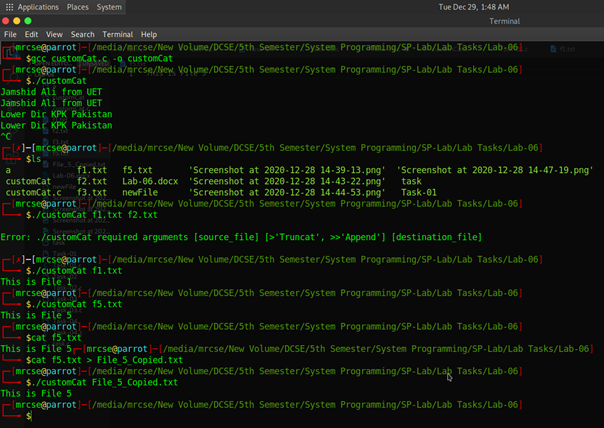 Applications Places System
Tue Dec 29, 1:48 AM
Terminal
File Edit View Search Terminal Help
[mrcse@parrot]─[/media/mrcse/New Volume/DCSE/5th Semester/System Programming/SP-Lab/Lab Tasks/Lab-06]
$gcc customCat.c -o customCat
[mrcse@parrot]─[/media/mrcse/New Volume/DCSE/5th Semester/System Programming/SP-Lab/Lab Tasks/Lab-06]
$./customCat
Jamshid Ali from UET
Jamshid Ali from UET
Lower Dir KPK Pakistan
Lower Dir KPK Pakistan
^C
[✗]─[mrcse@parrot]─[/media/mrcse/New Volume/DCSE/5th Semester/System Programming/SP-Lab/Lab Tasks/Lab-06]
$ls
a f1.txt f5.txt 'Screenshot at 2020-12-28 14-39-13.png' 'Screenshot at 2020-12-28 14-47-19.png'
customCat f2.txt Lab-06.docx 'Screenshot at 2020-12-28 14-43-22.png' task
customCat.c f3.txt newFile 'Screenshot at 2020-12-28 14-44-53.png' Task-01
[mrcse@parrot]─[/media/mrcse/New Volume/DCSE/5th Semester/System Programming/SP-Lab/Lab Tasks/Lab-06]
$./customCat f1.txt f2.txt
Error: ./customCat required arguments [source_file] [>'Truncat', >>'Append'] [destination_file]
[✗]─[mrcse@parrot]─[/media/mrcse/New Volume/DCSE/5th Semester/System Programming/SP-Lab/Lab Tasks/Lab-06]
$./customCat f1.txt
This is File 1
[mrcse@parrot]─[/media/mrcse/New Volume/DCSE/5th Semester/System Programming/SP-Lab/Lab Tasks/Lab-06]
$./customCat f5.txt
This is File 5
[mrcse@parrot]─[/media/mrcse/New Volume/DCSE/5th Semester/System Programming/SP-Lab/Lab Tasks/Lab-06]
$cat f5.txt
This is File 5┌─[mrcse@parrot]─[/media/mrcse/New Volume/DCSE/5th Semester/System Programming/SP-Lab/Lab Tasks/Lab-06]
$cat f5.txt > File_5_Copied.txt
[mrcse@parrot]─[/media/mrcse/New Volume/DCSE/5th Semester/System Programming/SP-Lab/Lab Tasks/Lab-06]
$./customCat File_5_Copied.txt
This is File 5
[mrcse@parrot]─[/media/mrcse/New Volume/DCSE/5th Semester/System Programming/SP-Lab/Lab Tasks/Lab-06]
$